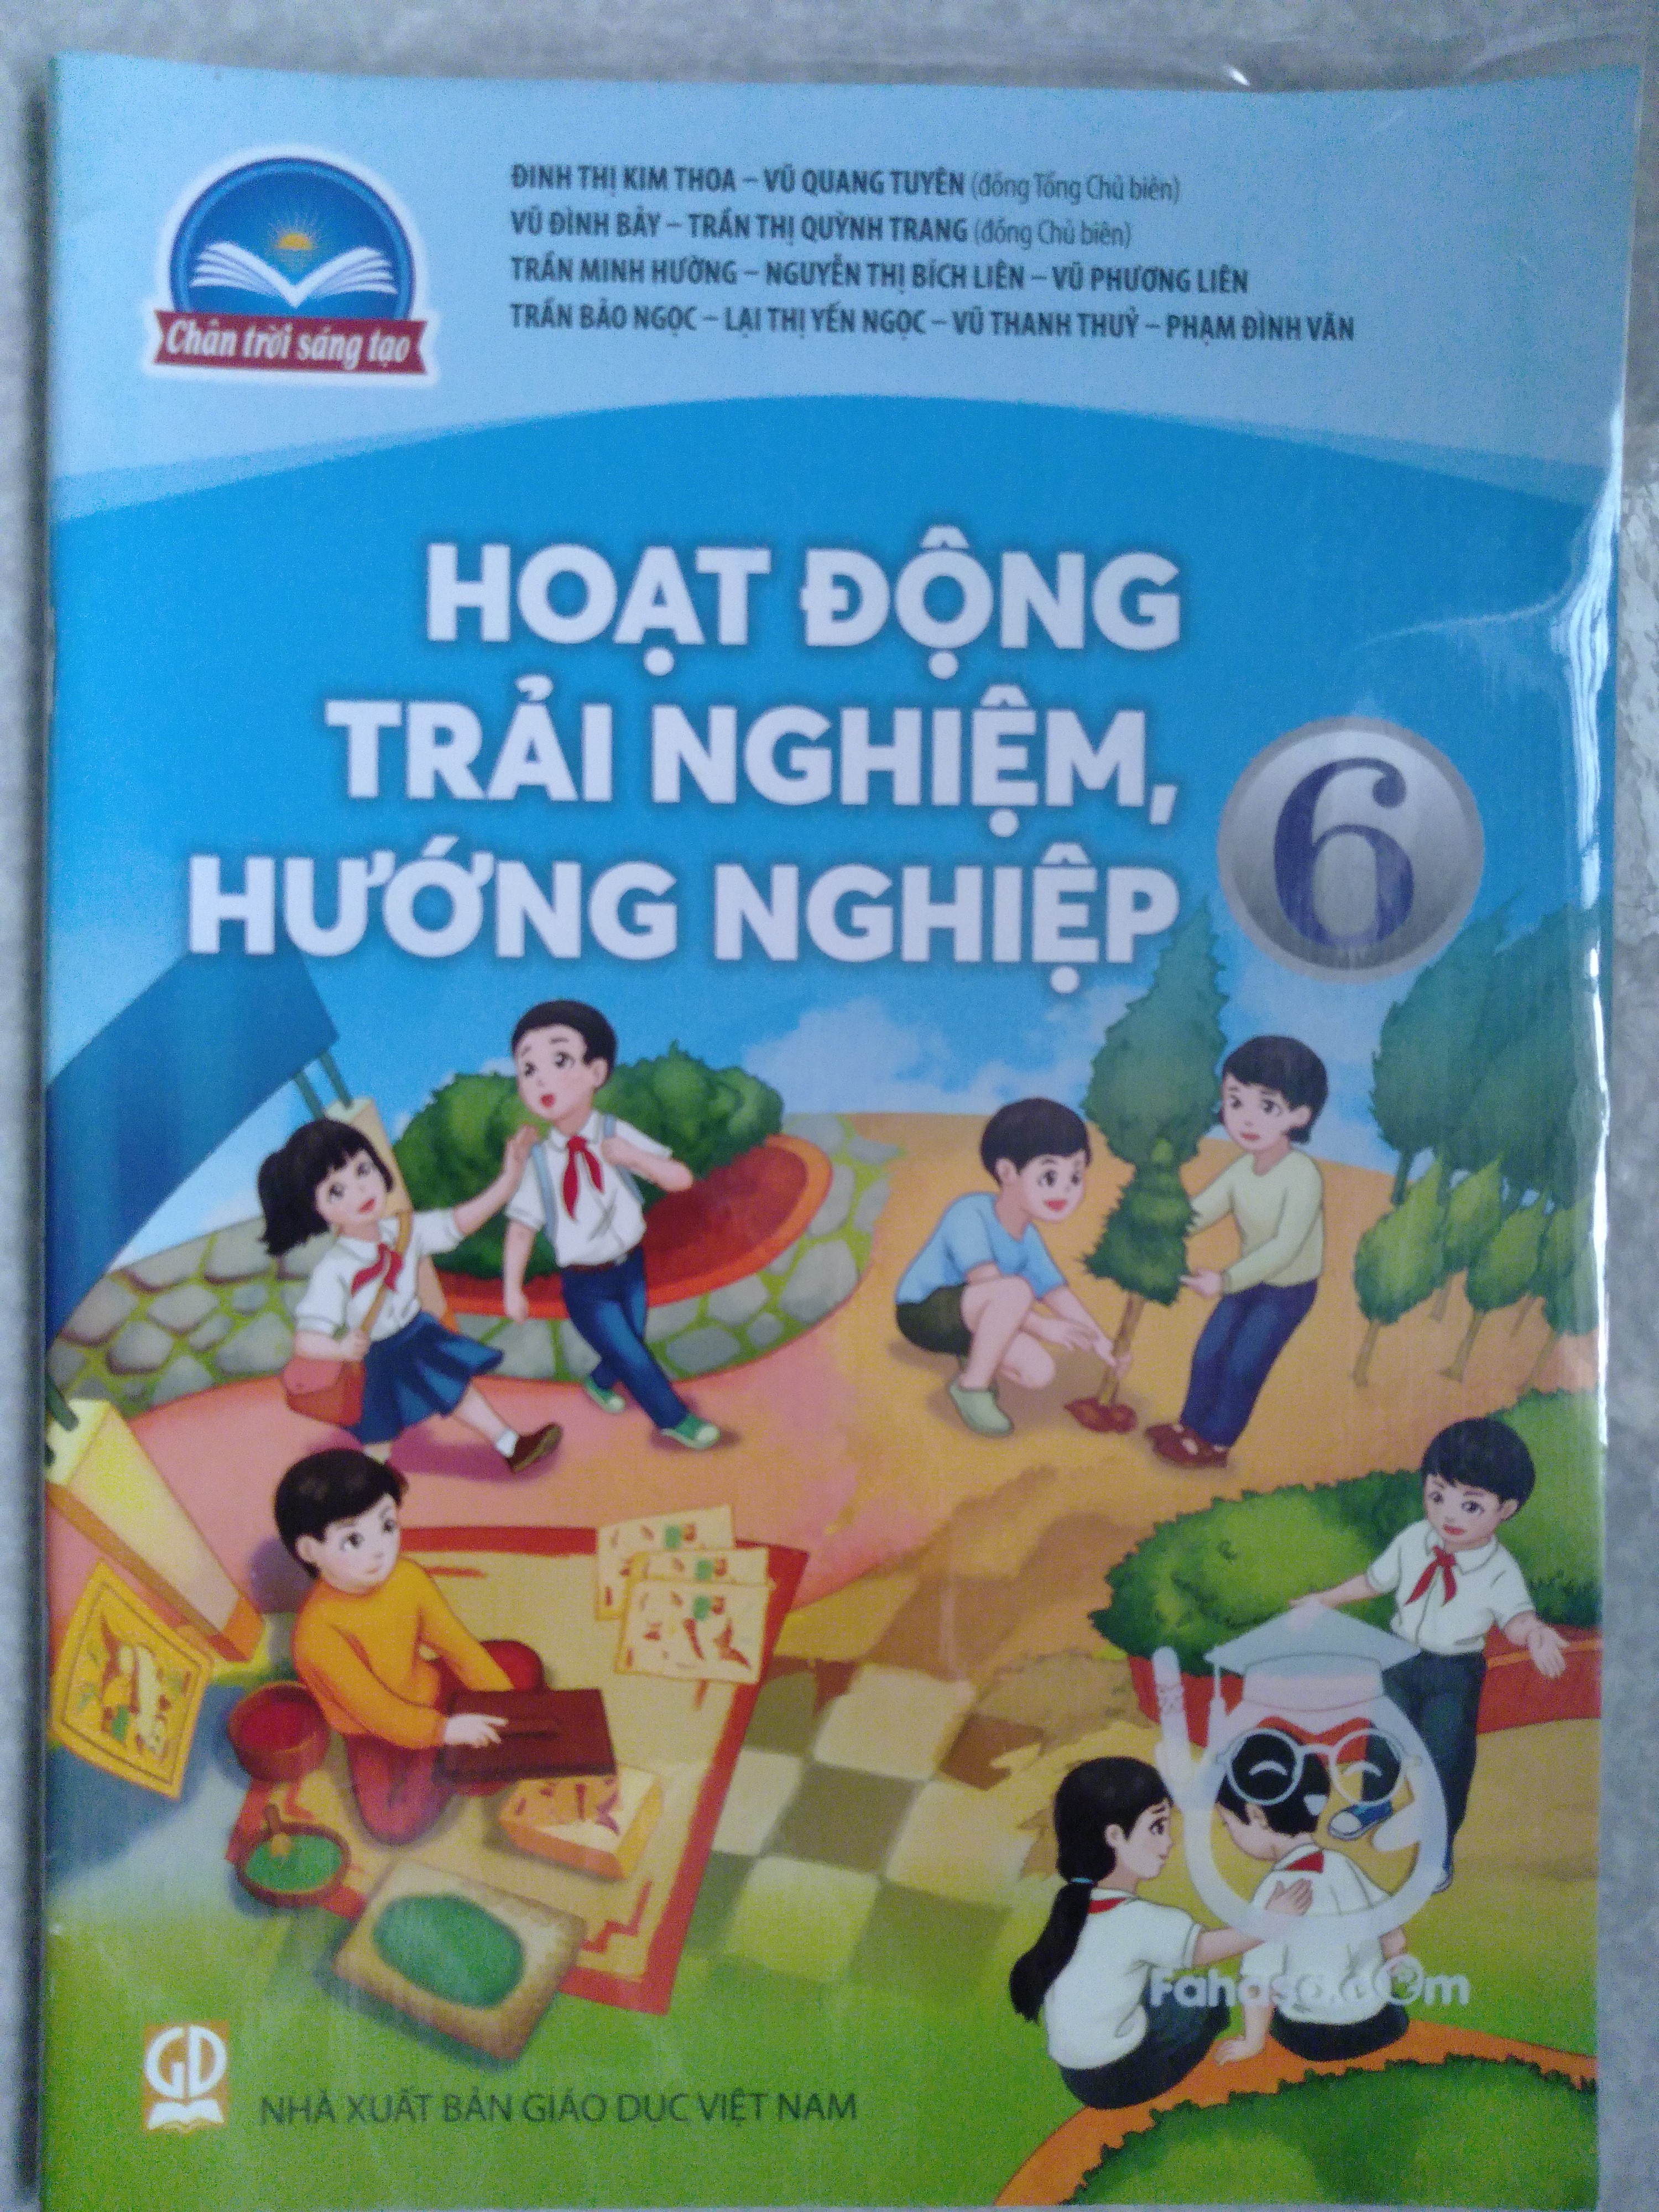 Chân trời sáng tạo
ĐINH THỊ KIM THOA – VŨ QUANG TUYÊN (đồng Tổng Chủ biên)
VŨ ĐÌNH BẢY – TRẦN THỊ QUỲNH TRANG (đồng Chủ biên)
TRẦN MINH HƯỜNG – NGUYỄN THỊ BÍCH LIÊN – VŨ PHƯƠNG LIÊN
TRẦN BẢO NGỌC – LẠI THỊ YẾN NGỌC – VŨ THANH THUỶ – PHẠM ĐÌNH VĂN
HOẠT ĐỘNG
TRẢI NGHIỆM,
HƯỚNG NGHIỆP
6
Fahasa.com
GD
NHÀ XUẤT BẢN GIÁO DỤC VIỆT NAM